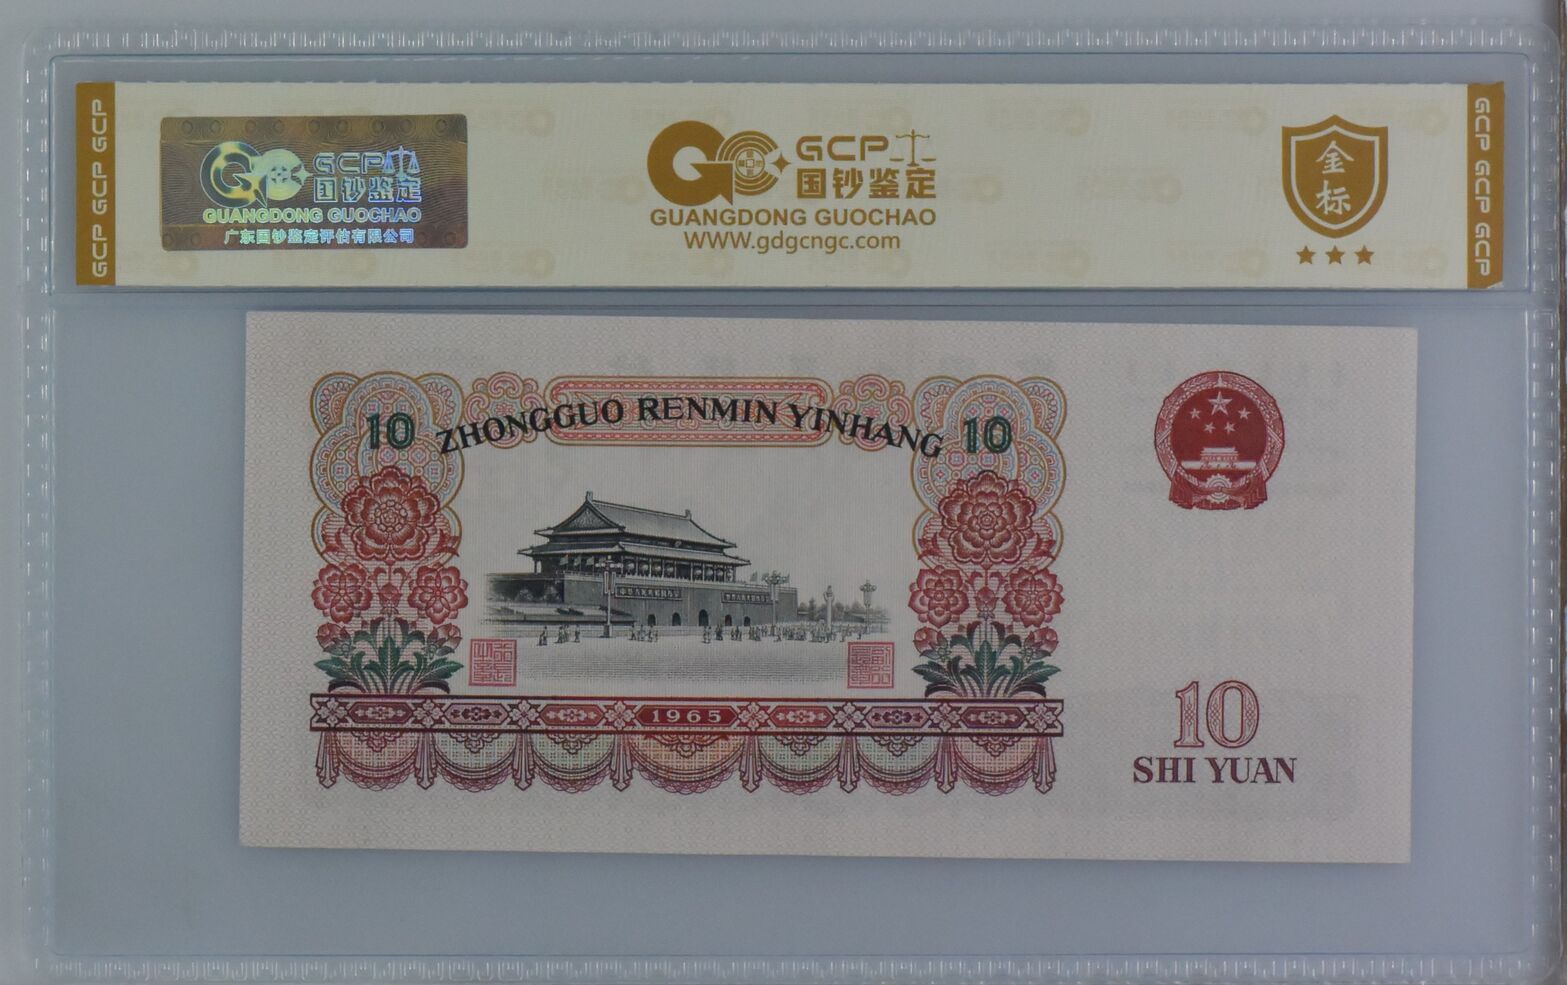 GCP GCP GCP
GCP 国钞鉴定
GUANGDONG GUOCHAO
广东国钞鉴定评估有限公司
GCP
国钞鉴定
GUANGDONG GUOCHAO
WWW.gdgcngc.com
金标
GCP GCP GCP
10 ZHONGGUO RENMIN YINHANG 10
1965
10
SHI YUAN